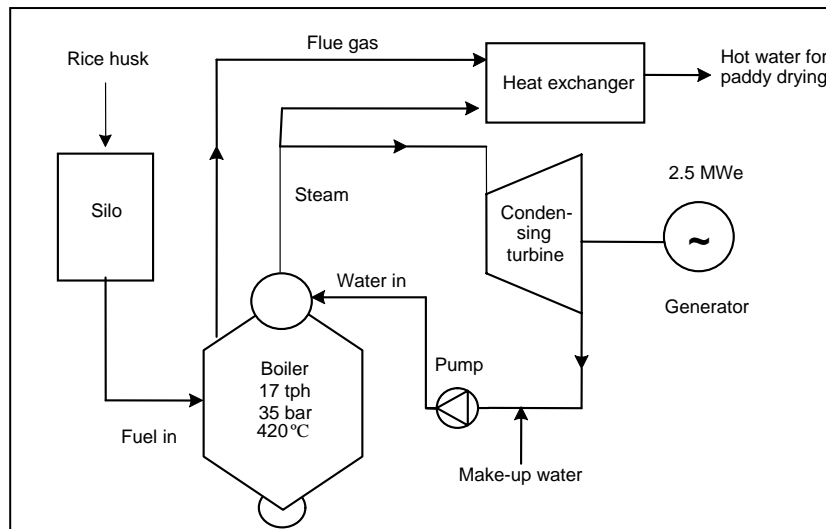 Flue gas
Rice husk
Heat exchanger
Hot water for
paddy drying
Silo
Steam
Conden-
sing
turbine
2.5 MWe
~
Generator
Water in
Boiler
17 tph
35 bar
420°C
Pump
Fuel in
Make-up water